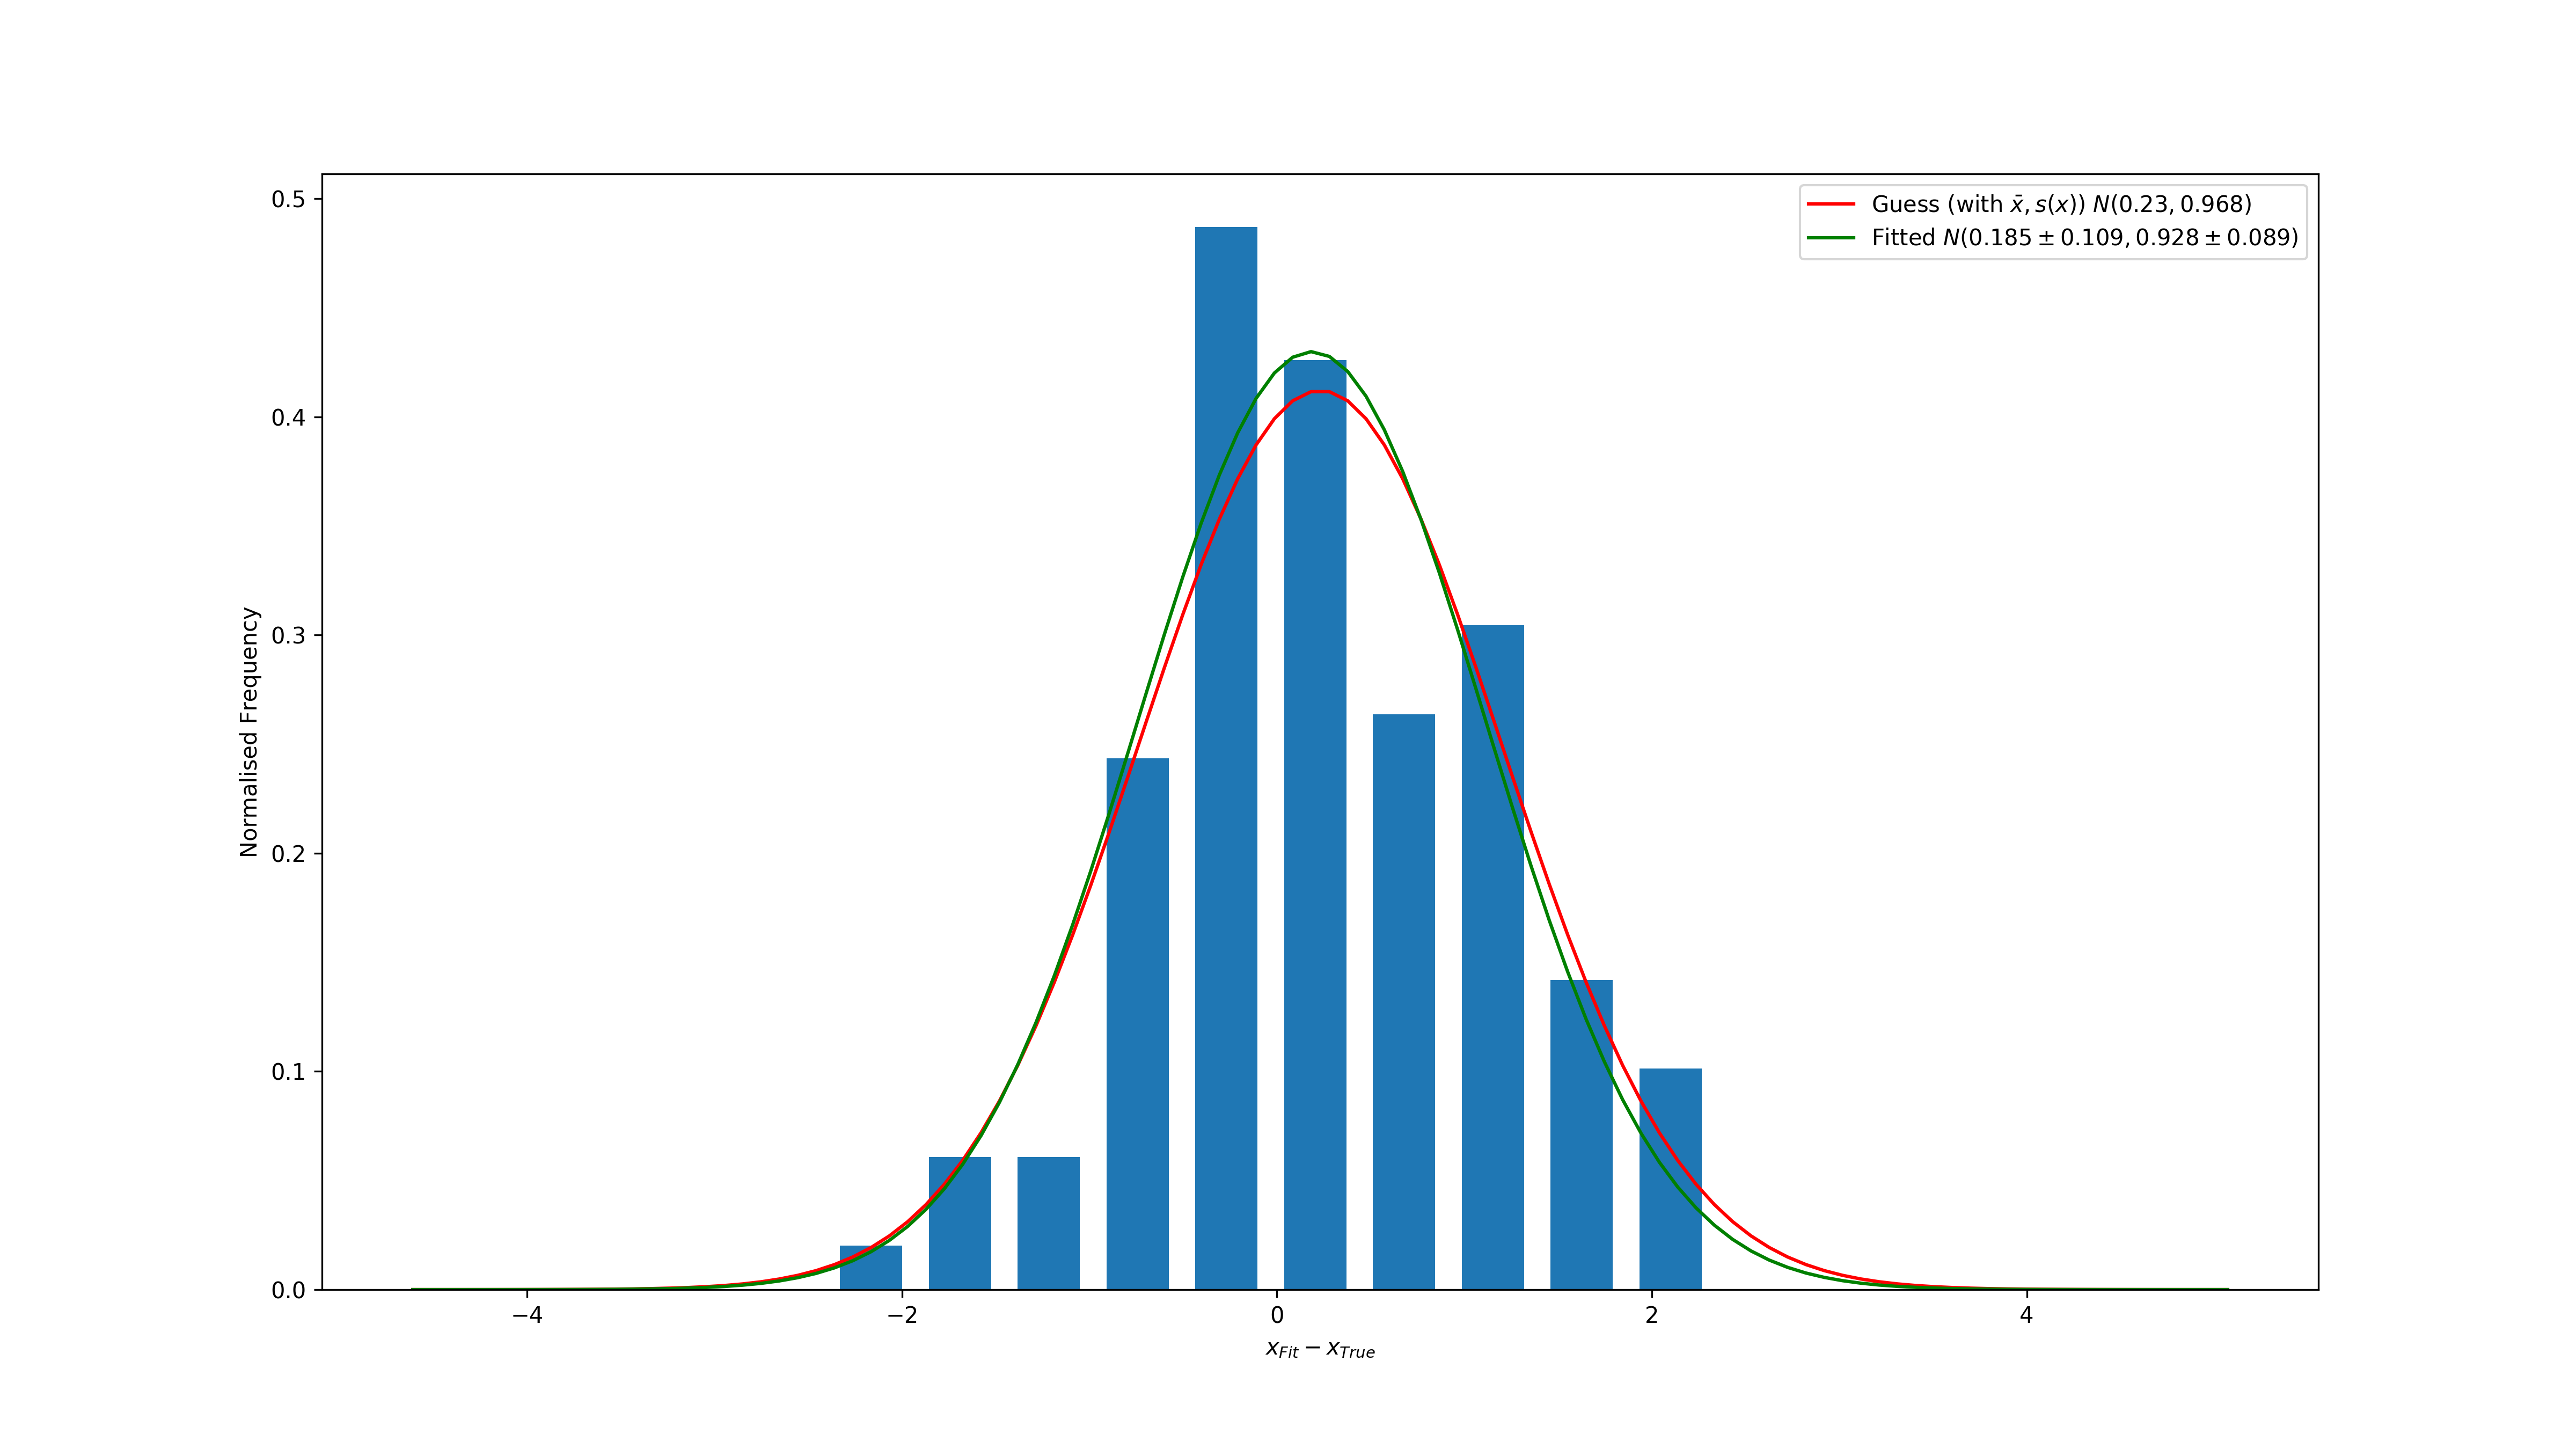 Guess (with x̄, s(x)) N(0.23, 0.968)
Fitted N(0.185 ± 0.109, 0.928 ± 0.089)
Normalised Frequency
0.5
0.4
0.3
0.2
0.1
0.0
−4 −2 0 2 4
x_Fit − x_True